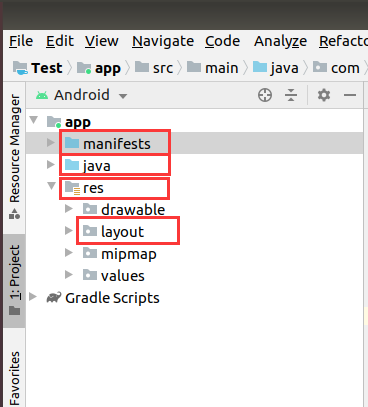 File Edit View Navigate Code Analyze Refacto
Test app src main java com
Android
Resource Manager
1: Project
Favorites
app
manifests
java
res
drawable
layout
mipmap
values
Gradle Scripts